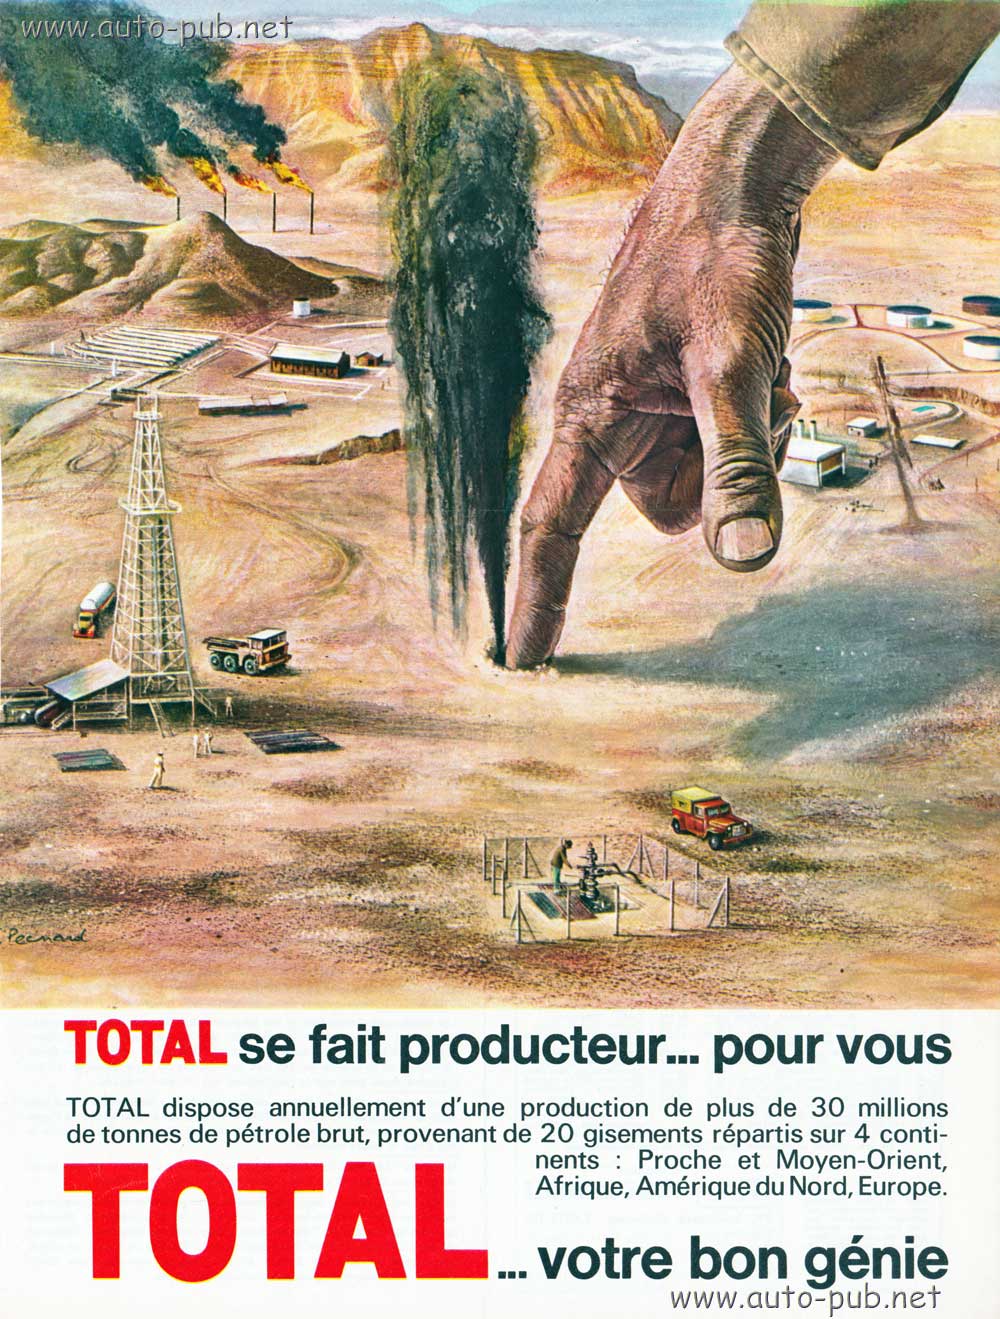 www.auto-pub.net
Pecnard
TOTAL se fait producteur... pour vous
TOTAL dispose annuellement d'une production de plus de 30 millions
de tonnes de pétrole brut, provenant de 20 gisements répartis sur 4 conti-
nents : Proche et Moyen-Orient,
Afrique, Amérique du Nord, Europe.
TOTAL ... votre bon génie
www.auto-pub.net